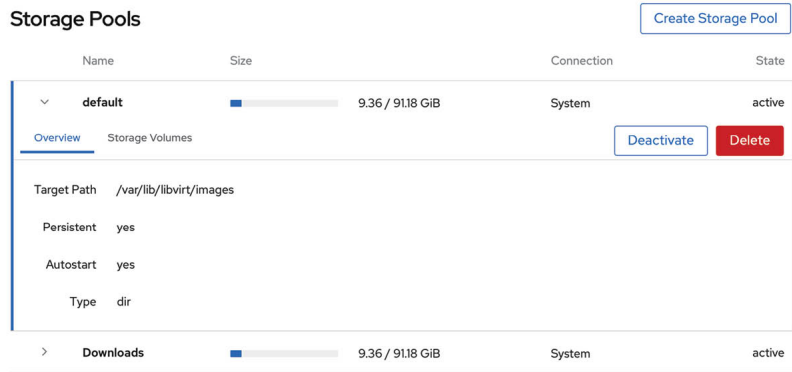 Storage Pools
Create Storage Pool
Name Size Connection State
default 9.36 / 91.18 GiB System active
Overview Storage Volumes Deactivate Delete
Target Path /var/lib/libvirt/images
Persistent yes
Autostart yes
Type dir
Downloads 9.36 / 91.18 GiB System active